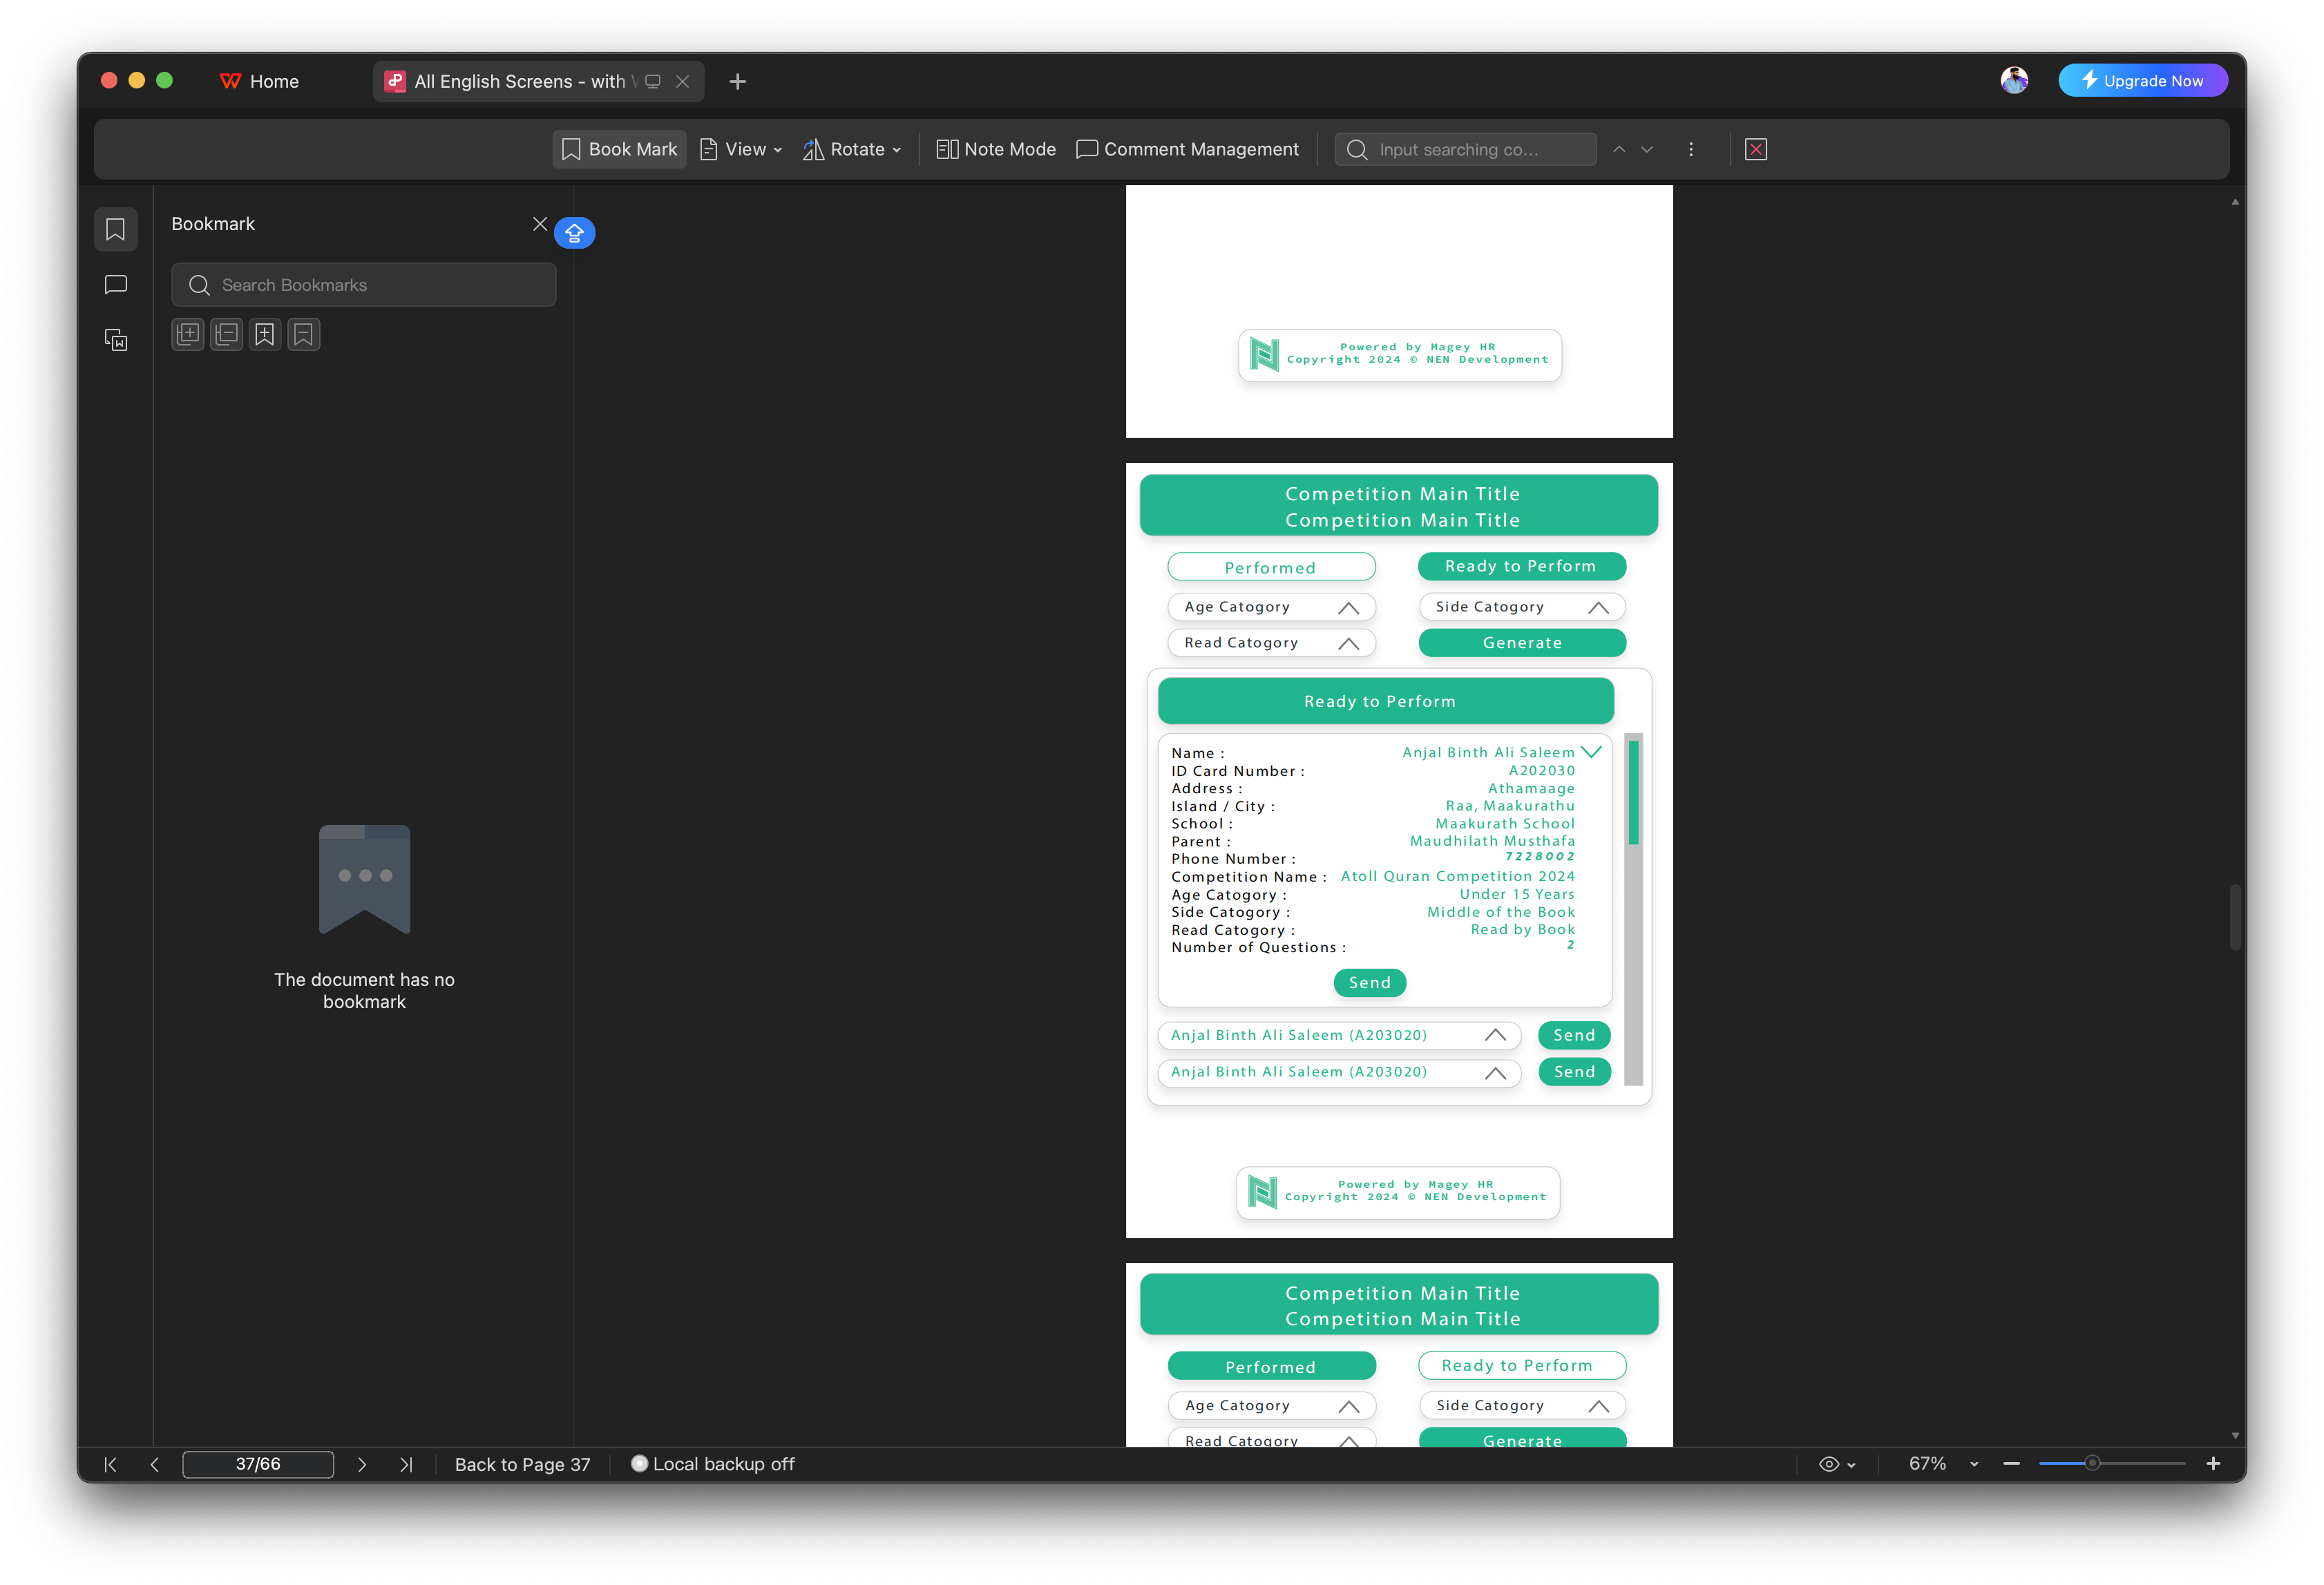 Home
All English Screens - with
Upgrade Now
Book Mark
View
Rotate
Note Mode
Comment Management
Input searching co...
Bookmark
Search Bookmarks
The document has no
bookmark
Powered by Magey HR
Copyright 2024 © NEN Development
Competition Main Title
Competition Main Title
Performed
Ready to Perform
Age Catogory
Side Catogory
Read Catogory
Generate
Ready to Perform
Name : Anjal Binth Ali Saleem
ID Card Number : A202030
Address : Athamaage
Island / City : Raa, Maakurathu
School : Maakurath School
Parent : Maudhilath Musthafa
Phone Number : 7228002
Competition Name : Atoll Quran Competition 2024
Age Catogory : Under 15 Years
Side Catogory : Middle of the Book
Read Catogory : Read by Book
Number of Questions : 2
Send
Anjal Binth Ali Saleem (A203020)
Send
Anjal Binth Ali Saleem (A203020)
Send
Powered by Magey HR
Copyright 2024 © NEN Development
Competition Main Title
Competition Main Title
Performed
Ready to Perform
Age Catogory
Side Catogory
Read Catogory
Generate
37/66
Back to Page 37
Local backup off
67%